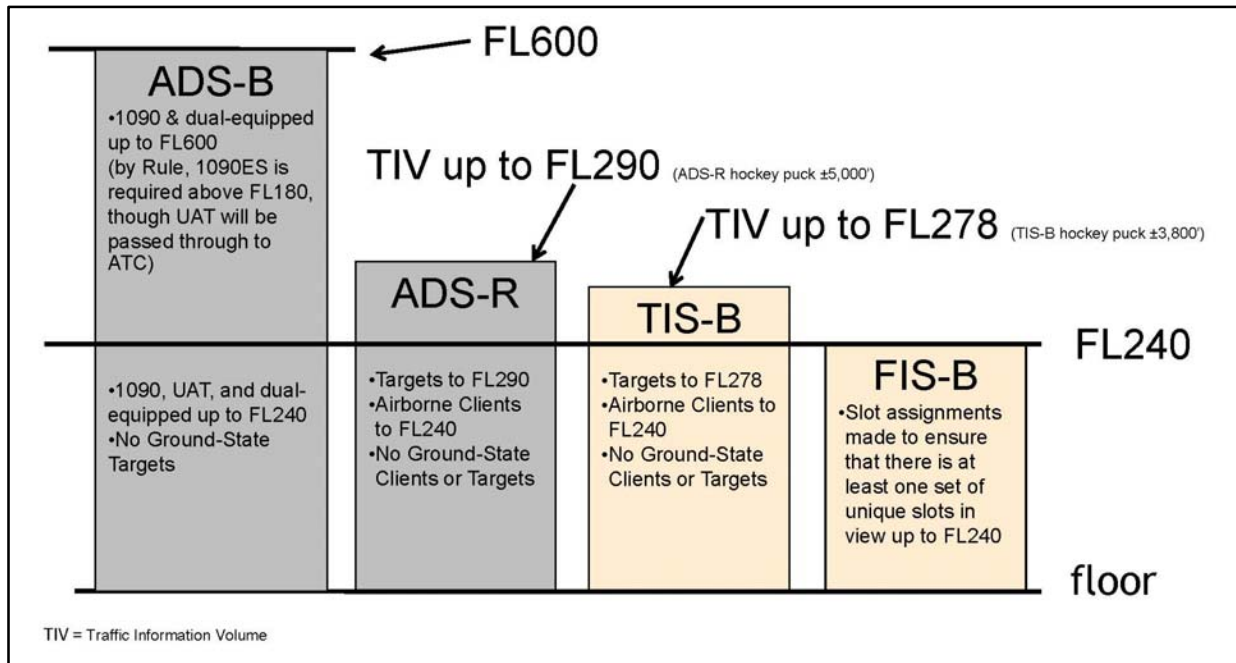 FL600
ADS-B
•1090 & dual-equipped
up to FL600
(by Rule, 1090ES is
required above FL180,
though UAT will be
passed through to
ATC)
•1090, UAT, and dual-
equipped up to FL240
•No Ground-State
Targets
TIV up to FL290 (ADS-R hockey puck ±5,000')
ADS-R
•Targets to FL290
•Airborne Clients
to FL240
•No Ground-State
Clients or Targets
TIV up to FL278 (TIS-B hockey puck ±3,800')
TIS-B
•Targets to FL278
•Airborne Clients to
FL240
•No Ground-State
Clients or Targets
FL240
FIS-B
•Slot assignments
made to ensure
that there is at
least one set of
unique slots in
view up to FL240
floor
TIV = Traffic Information Volume